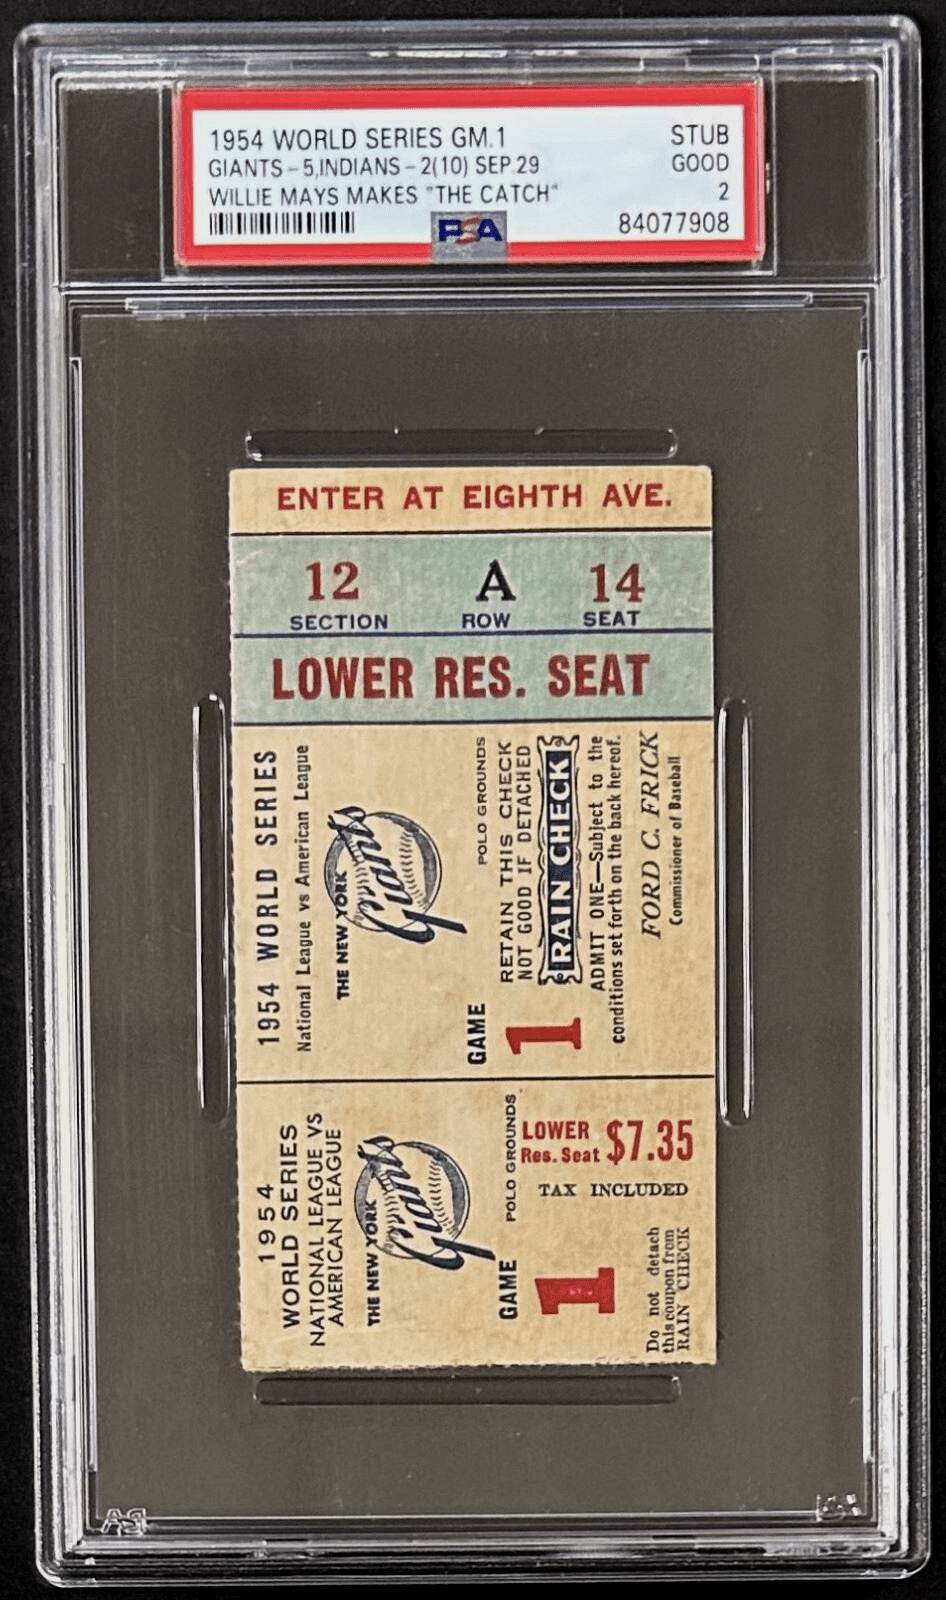 1954 WORLD SERIES GM.1 STUB
GIANTS-5,INDIANS-2(10) SEP.29 GOOD
WILLIE MAYS MAKES "THE CATCH" 2
PSA 84077908
ENTER AT EIGHTH AVE.
12 A 14
SECTION ROW SEAT
LOWER RES. SEAT
1954 WORLD SERIES
National League vs American League
THE NEW YORK
Giants
POLO GROUNDS
GAME
1
RETAIN THIS CHECK
NOT GOOD IF DETACHED
RAIN CHECK
ADMIT ONE—Subject to the
conditions set forth on the back hereof.
FORD C. FRICK
Commissioner of Baseball
1954
WORLD SERIES
NATIONAL LEAGUE VS
AMERICAN LEAGUE
THE NEW YORK
Giants
POLO GROUNDS
GAME
1
LOWER
Res. Seat $7.35
TAX INCLUDED
Do not detach
this coupon from
RAIN CHECK